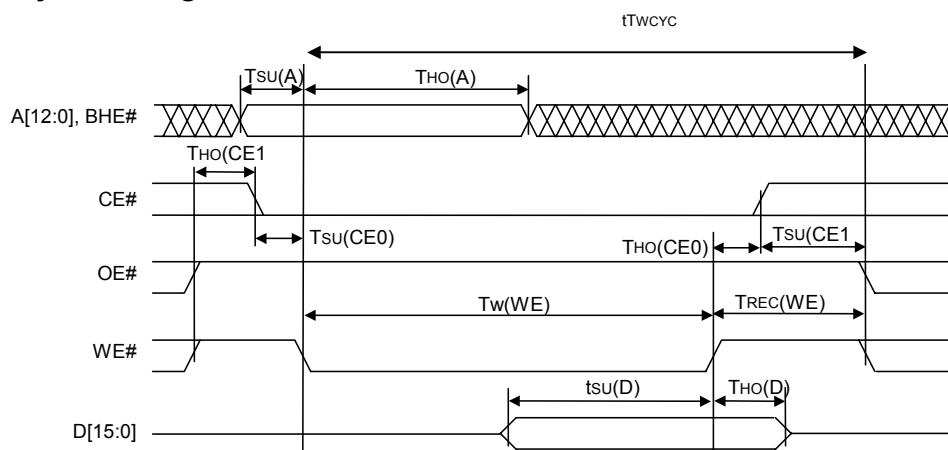 tTWCYC
TSU(A)
THO(A)
A[12:0], BHE#
THO(CE1
CE#
TSU(CE0)
THO(CE0)
TSU(CE1
OE#
TW(WE)
TREC(WE)
WE#
tSU(D)
THO(D)
D[15:0]